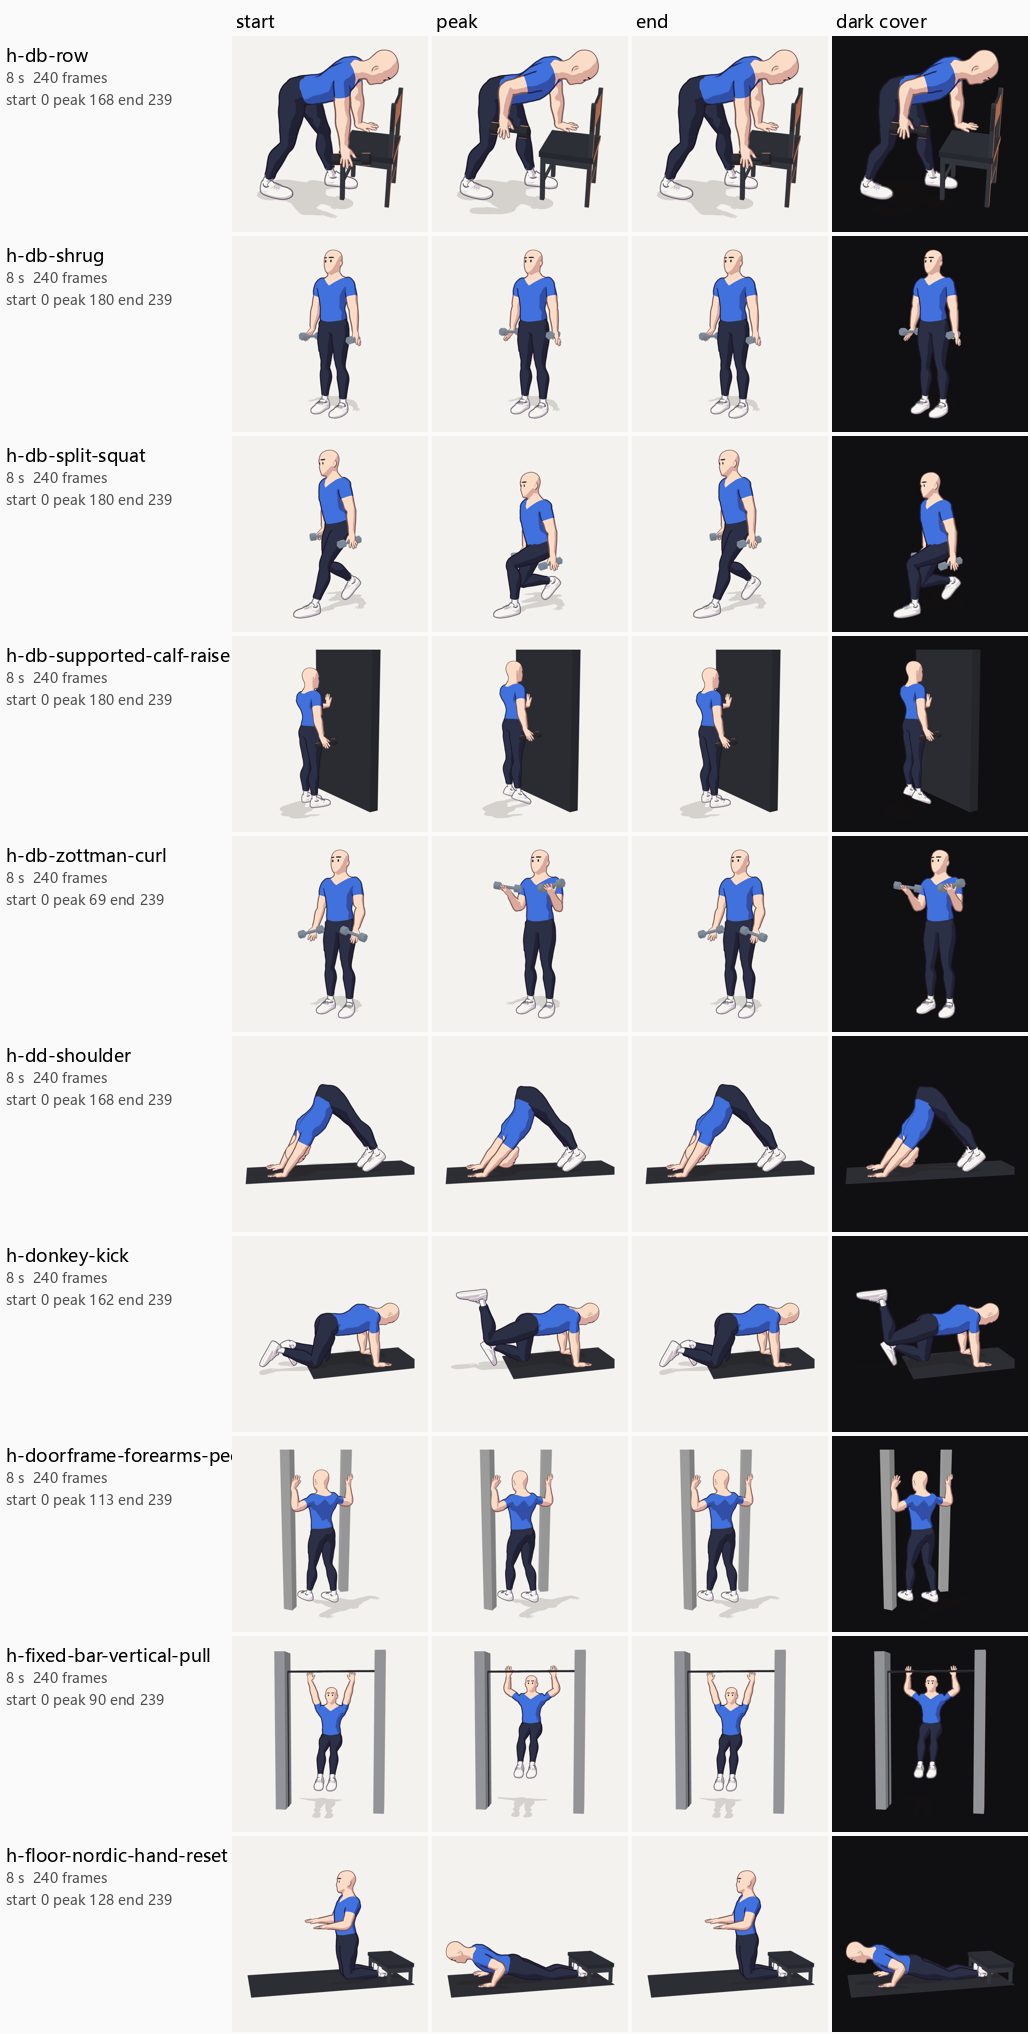 start peak end dark cover
h-db-row
8 s 240 frames
start 0 peak 168 end 239
h-db-shrug
8 s 240 frames
start 0 peak 180 end 239
h-db-split-squat
8 s 240 frames
start 0 peak 180 end 239
h-db-supported-calf-raise
8 s 240 frames
start 0 peak 180 end 239
h-db-zottman-curl
8 s 240 frames
start 0 peak 69 end 239
h-dd-shoulder
8 s 240 frames
start 0 peak 168 end 239
h-donkey-kick
8 s 240 frames
start 0 peak 162 end 239
h-doorframe-forearms-pe
8 s 240 frames
start 0 peak 113 end 239
h-fixed-bar-vertical-pull
8 s 240 frames
start 0 peak 90 end 239
h-floor-nordic-hand-reset
8 s 240 frames
start 0 peak 128 end 239